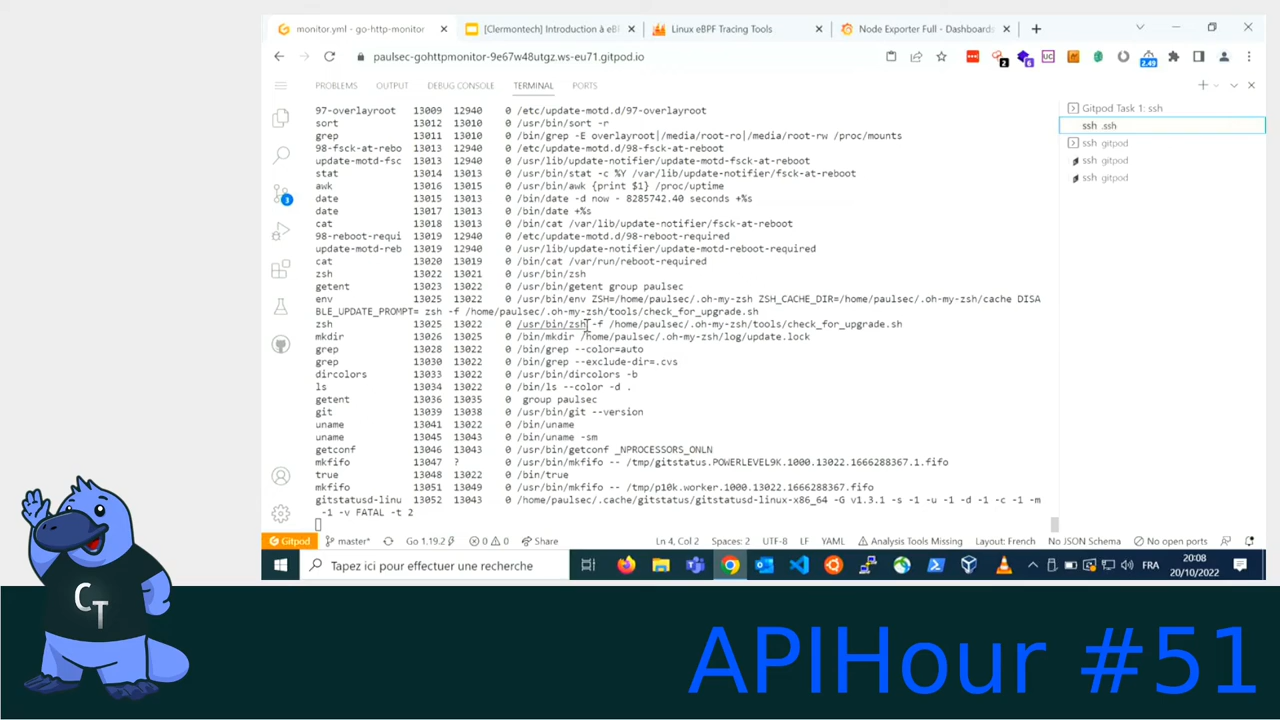 monitor.yml - go-http-monitor
[Clermontech] Introduction à eB
Linux eBPF Tracing Tools
Node Exporter Full - Dashboards
paulsec-gohttpmonitor-9e67w48utgz.ws-eu71.gitpod.io
2
6
UC
2.49
PROBLEMS OUTPUT DEBUG CONSOLE TERMINAL PORTS
97-overlayroot 13009 12940 0 /etc/update-motd.d/97-overlayroot
sort 13012 13010 0 /usr/bin/sort -r
grep 13011 13010 0 /bin/grep -E overlayroot|/media/root-ro|/media/root-rw /proc/mounts
98-fsck-at-rebo 13013 12940 0 /etc/update-motd.d/98-fsck-at-reboot
update-motd-fsc 13013 12940 0 /usr/lib/update-notifier/update-motd-fsck-at-reboot
stat 13014 13013 0 /usr/bin/stat -c %Y /var/lib/update-notifier/fsck-at-reboot
awk 13016 13015 0 /usr/bin/awk {print $1} /proc/uptime
date 13015 13013 0 /bin/date -d now - 8285742.40 seconds +%s
date 13017 13013 0 /bin/date +%s
cat 13018 13013 0 /bin/cat /var/lib/update-notifier/fsck-at-reboot
98-reboot-requi 13019 12940 0 /etc/update-motd.d/98-reboot-required
update-motd-reb 13019 12940 0 /usr/lib/update-notifier/update-motd-reboot-required
cat 13020 13019 0 /bin/cat /var/run/reboot-required
zsh 13022 13021 0 /usr/bin/zsh
getent 13023 13022 0 /usr/bin/getent group paulsec
env 13025 13022 0 /usr/bin/env ZSH=/home/paulsec/.oh-my-zsh ZSH_CACHE_DIR=/home/paulsec/.oh-my-zsh/cache DISA
BLE_UPDATE_PROMPT= zsh -f /home/paulsec/.oh-my-zsh/tools/check_for_upgrade.sh
zsh 13025 13022 0 /usr/bin/zsh -f /home/paulsec/.oh-my-zsh/tools/check_for_upgrade.sh
mkdir 13026 13025 0 /bin/mkdir /home/paulsec/.oh-my-zsh/log/update.lock
grep 13028 13022 0 /bin/grep --color=auto
grep 13030 13022 0 /bin/grep --exclude-dir=.cvs
dircolors 13033 13022 0 /usr/bin/dircolors -b
ls 13034 13022 0 /bin/ls --color -d .
getent 13036 13035 0 group paulsec
git 13039 13038 0 /usr/bin/git --version
uname 13041 13022 0 /bin/uname
uname 13045 13043 0 /bin/uname -sm
getconf 13046 13043 0 /usr/bin/getconf _NPROCESSORS_ONLN
mkfifo 13047 ? 0 /usr/bin/mkfifo -- /tmp/gitstatus.POWERLEVEL9K.1000.13022.1666288367.1.fifo
true 13048 13022 0 /bin/true
mkfifo 13051 13049 0 /usr/bin/mkfifo -- /tmp/p10k.worker.1000.13022.1666288367.fifo
gitstatusd-linu 13052 13043 0 /home/paulsec/.cache/gitstatus/gitstatusd-linux-x86_64 -G v1.3.1 -s -1 -u -1 -d -1 -c -1 -m
-1 -v FATAL -t 2
Gitpod Task 1: ssh
ssh .ssh
ssh gitpod
ssh gitpod
ssh gitpod
3
Gitpod master* Go 1.19.2 0 0 Share Ln 4, Col 2 Spaces: 2 UTF-8 LF YAML Analysis Tools Missing Layout: French No JSON Schema No open ports
Tapez ici pour effectuer une recherche
FRA
20:08
20/10/2022
CT
APIHour #51